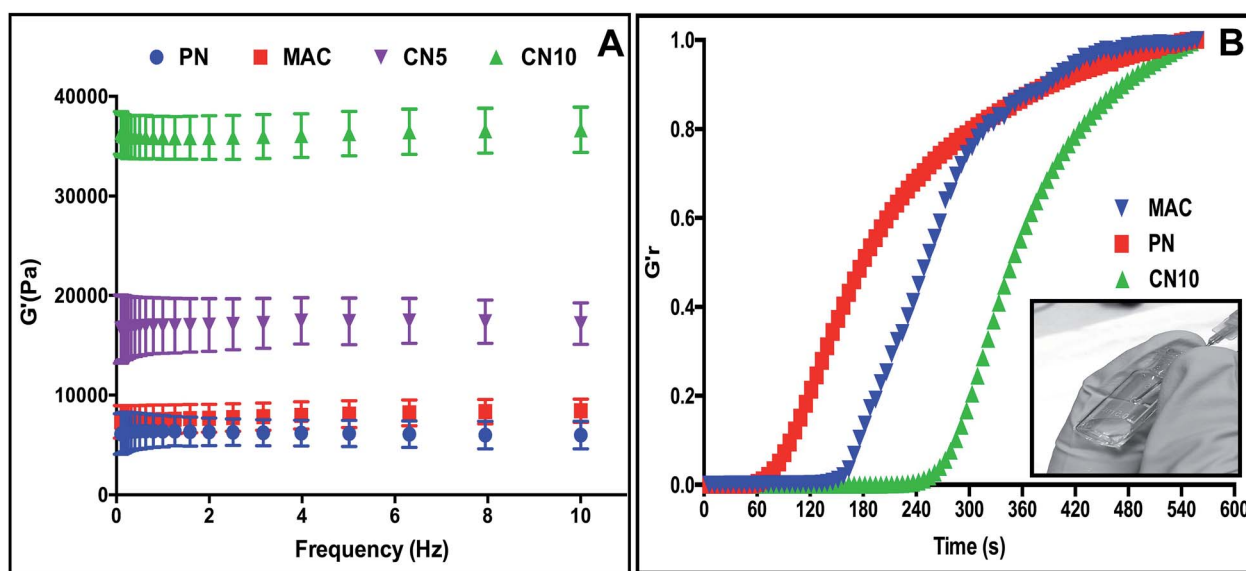 A
PN MAC CN5 CN10
40000
30000
20000
10000
0
G'(Pa)
0 2 4 6 8 10
Frequency (Hz)
B
1.0
0.8
0.6
0.4
0.2
0.0
G'r
MAC
PN
CN10
0 60 120 180 240 300 360 420 480 540 600
Time (s)